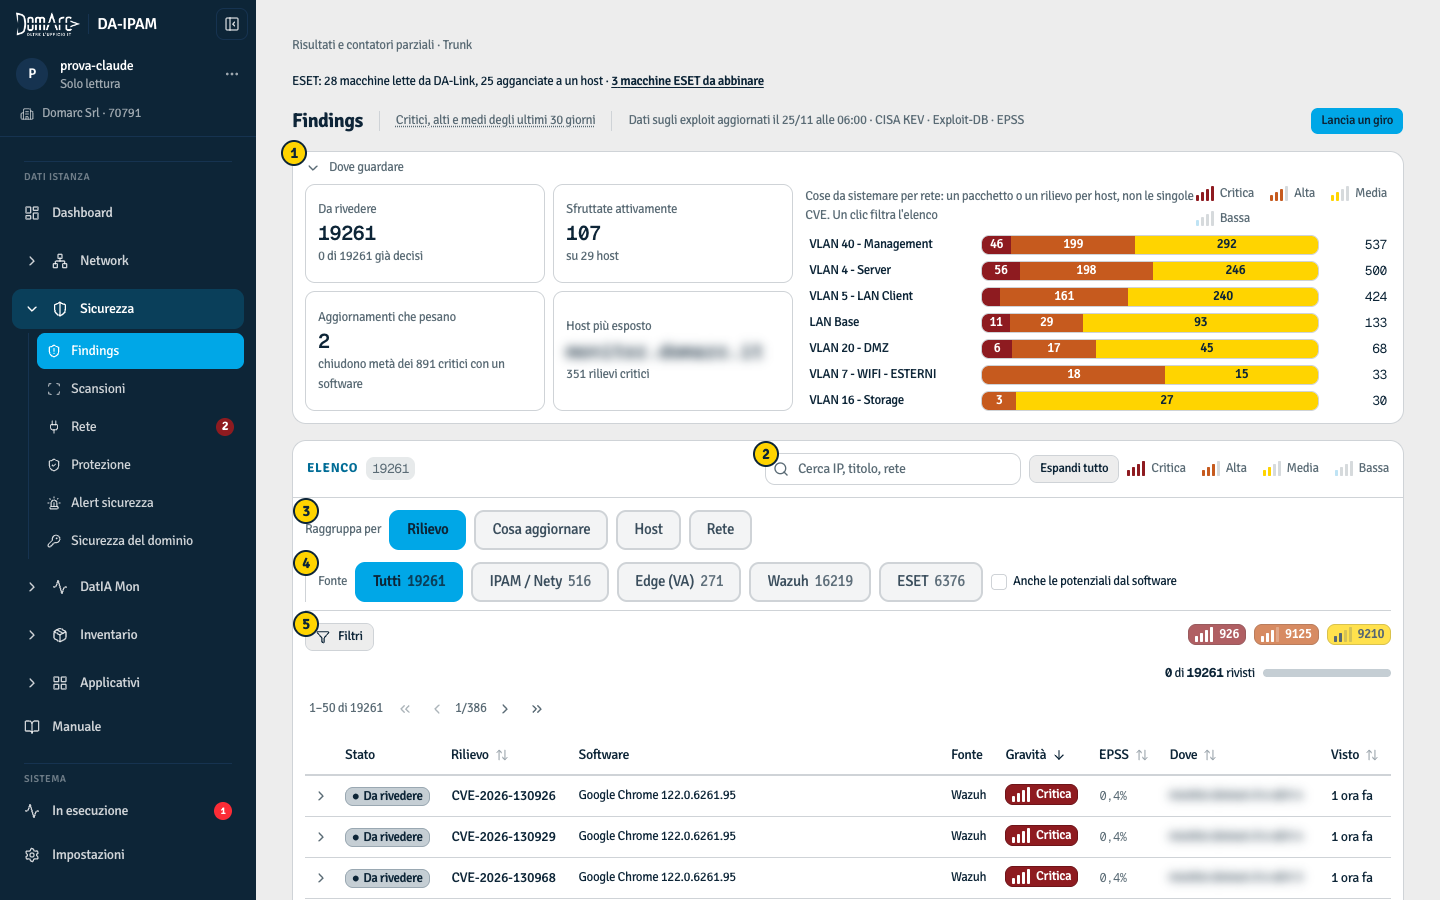 DomArc
OLTRE L'UFFICIO IT
DA-IPAM
P
prova-claude
Solo lettura
Domarc Srl · 70791
DATI ISTANZA
Dashboard
Network
Sicurezza
Findings
Scansioni
Rete 2
Protezione
Alert sicurezza
Sicurezza del dominio
DatIA Mon
Inventario
Applicativi
Manuale
SISTEMA
In esecuzione 1
Impostazioni
Risultati e contatori parziali · Trunk
ESET: 28 macchine lette da DA-Link, 25 agganciate a un host · 3 macchine ESET da abbinare
Findings
Critici, alti e medi degli ultimi 30 giorni
Dati sugli exploit aggiornati il 25/11 alle 06:00 · CISA KEV · Exploit-DB · EPSS
Lancia un giro
1
Dove guardare
Da rivedere
19261
0 di 19261 già decisi
Sfruttate attivamente
107
su 29 host
Aggiornamenti che pesano
2
chiudono metà dei 891 critici con un
software
Host più esposto
351 rilievi critici
Cose da sistemare per rete: un pacchetto o un rilievo per host, non le singole
CVE. Un clic filtra l'elenco
Critica Alta Media
Bassa
VLAN 40 - Management 46 199 292 537
VLAN 4 - Server 56 198 246 500
VLAN 5 - LAN Client 161 240 424
LAN Base 11 29 93 133
VLAN 20 - DMZ 6 17 45 68
VLAN 7 - WIFI - ESTERNI 18 15 33
VLAN 16 - Storage 3 27 30
ELENCO 19261
2
Cerca IP, titolo, rete
Espandi tutto
Critica Alta Media Bassa
3
Raggruppa per Rilievo Cosa aggiornare Host Rete
4
Fonte Tutti 19261 IPAM / Nety 516 Edge (VA) 271 Wazuh 16219 ESET 6376 Anche le potenziali dal software
5
Filtri
926 9125 9210
0 di 19261 rivisti
1–50 di 19261 1/386
Stato Rilievo Software Fonte Gravità EPSS Dove Visto
Da rivedere CVE-2026-130926 Google Chrome 122.0.6261.95 Wazuh Critica 0,4% 1 ora fa
Da rivedere CVE-2026-130929 Google Chrome 122.0.6261.95 Wazuh Critica 0,4% 1 ora fa
Da rivedere CVE-2026-130968 Google Chrome 122.0.6261.95 Wazuh Critica 0,4% 1 ora fa